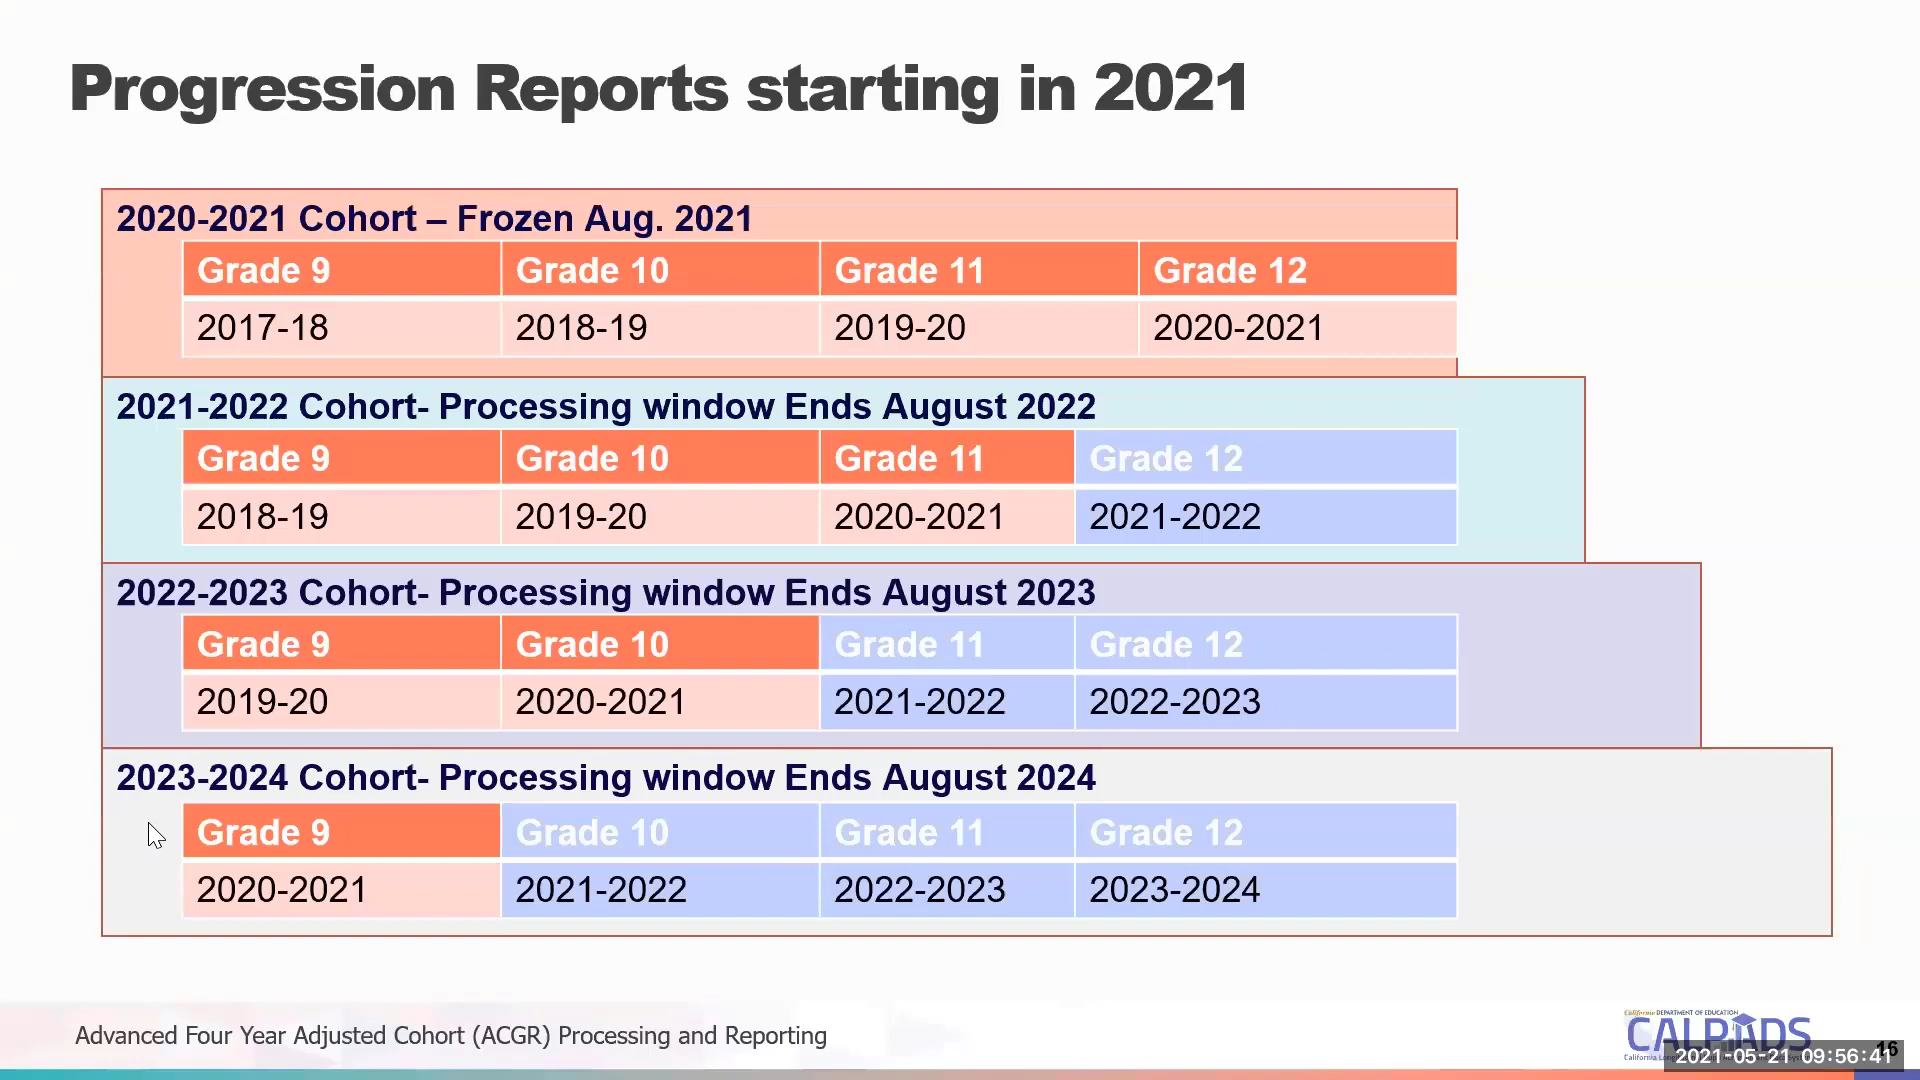 Progression Reports starting in 2021
2020-2021 Cohort – Frozen Aug. 2021
Grade 9 Grade 10 Grade 11 Grade 12
2017-18 2018-19 2019-20 2020-2021
2021-2022 Cohort- Processing window Ends August 2022
Grade 9 Grade 10 Grade 11 Grade 12
2018-19 2019-20 2020-2021 2021-2022
2022-2023 Cohort- Processing window Ends August 2023
Grade 9 Grade 10 Grade 11 Grade 12
2019-20 2020-2021 2021-2022 2022-2023
2023-2024 Cohort- Processing window Ends August 2024
Grade 9 Grade 10 Grade 11 Grade 12
2020-2021 2021-2022 2022-2023 2023-2024
Advanced Four Year Adjusted Cohort (ACGR) Processing and Reporting
California DEPARTMENT OF EDUCATION
CALPADS
California
16
2021-05-21 09:56:41